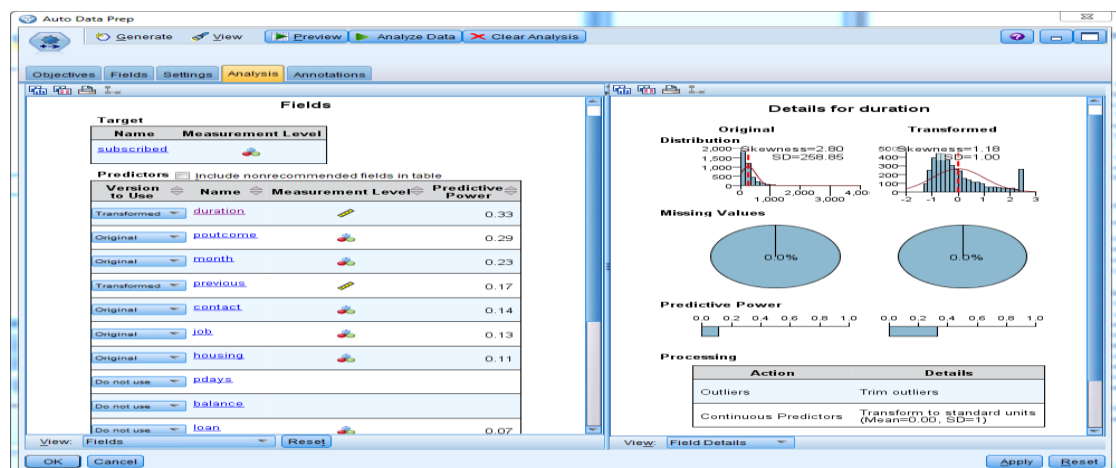 Auto Data Prep
Generate View Preview Analyze Data Clear Analysis
Objectives Fields Settings Analysis Annotations
Fields
Target
Name Measurement Level
subscribed
Predictors Include nonrecommended fields in table
Version to Use Name Measurement Level Predictive Power
Transformed duration 0.33
Original poutcome 0.29
Original month 0.23
Transformed previous 0.17
Original contact 0.14
Original job 0.13
Original housing 0.11
Do not use pdays
Do not use balance
Do not use loan 0.07
View: Fields Reset
OK Cancel
Details for duration
Original Transformed
Distribution
2,000 Skewness=2.80
1,500 SD=258.85
1,000
500
0
0 2,000 4,00
1,000 3,000
500 Skewness=1.18
400 SD=1.00
300
200
100
0
-2 -1 0 1 2 3
Missing Values
0.0% 0.0%
Predictive Power
0.0 0.2 0.4 0.6 0.8 1.0 0.0 0.2 0.4 0.6 0.8 1.0
Processing
Action Details
Outliers Trim outliers
Continuous Predictors Transform to standard units
(Mean=0.00, SD=1)
View: Field Details
Apply Reset